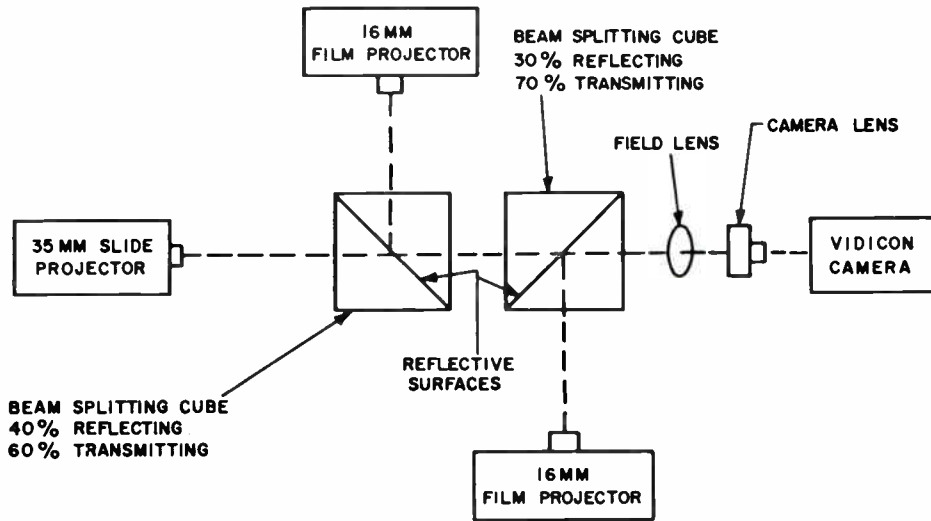 16MM
FILM PROJECTOR
BEAM SPLITTING CUBE
30% REFLECTING
70% TRANSMITTING
CAMERA LENS
FIELD LENS
35MM SLIDE
PROJECTOR
VIDICON
CAMERA
REFLECTIVE
SURFACES
BEAM SPLITTING CUBE
40% REFLECTING
60% TRANSMITTING
16MM
FILM PROJECTOR